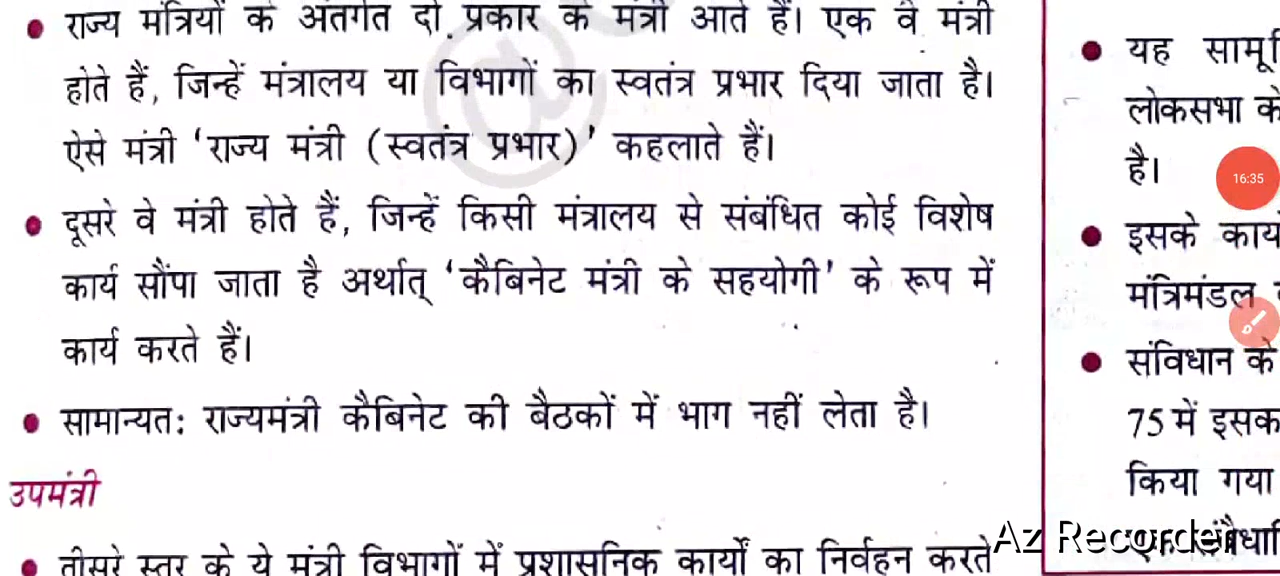 राज्य मंत्रियों के अंतर्गत दो प्रकार के मंत्री आते हैं। एक वे मंत्री
होते हैं, जिन्हें मंत्रालय या विभागों का स्वतंत्र प्रभार दिया जाता है।
ऐसे मंत्री ‘राज्य मंत्री (स्वतंत्र प्रभार)’ कहलाते हैं।
दूसरे वे मंत्री होते हैं, जिन्हें किसी मंत्रालय से संबंधित कोई विशेष
कार्य सौंपा जाता है अर्थात् ‘कैबिनेट मंत्री के सहयोगी’ के रूप में
कार्य करते हैं।
सामान्यत: राज्यमंत्री कैबिनेट की बैठकों में भाग नहीं लेता है।
उपमंत्री
तीसरे स्तर के ये मंत्री विभागों में प्रशासनिक कार्यों का निर्वहन करते
यह
लोकसभा के
है।
इसके
मंत्रिमंडल
संविधान के
75 में
किया गया
16:35
Az Recorder